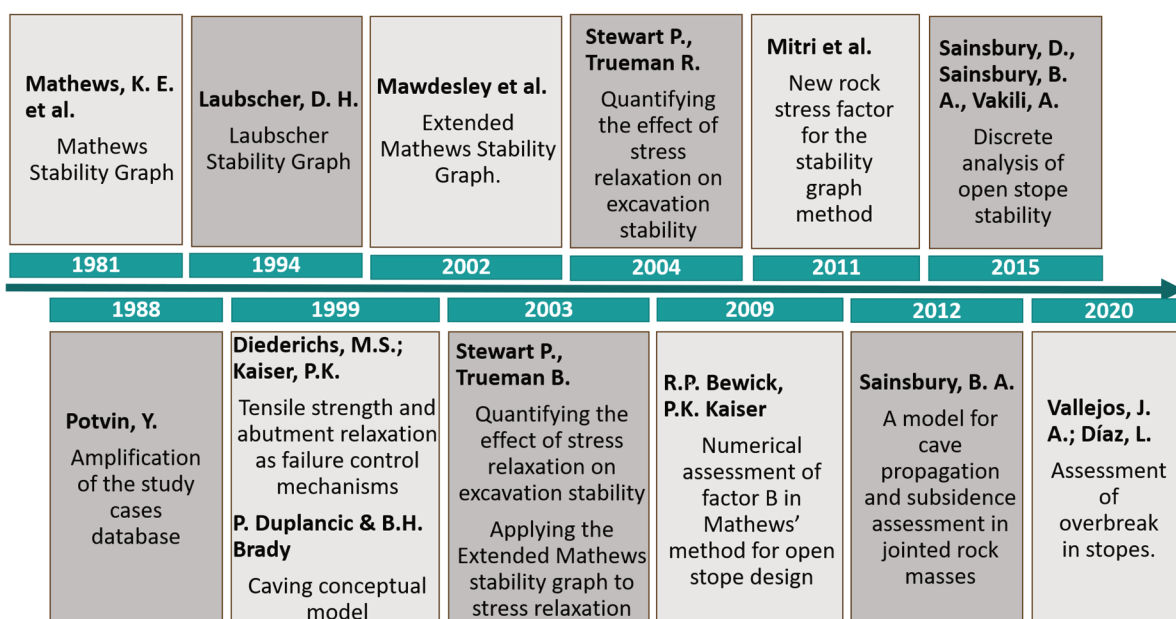 Mathews, K. E.
et al.
Mathews
Stability Graph
1981
Laubscher, D. H.
Laubscher
Stability Graph
1994
Mawdesley et al.
Extended
Mathews Stability
Graph.
2002
Stewart P.,
Trueman R.
Quantifying
the effect of
stress
relaxation on
excavation
stability
2004
Mitri et al.
New rock
stress factor
for the
stability
graph
method
2011
Sainsbury, D.,
Sainsbury, B.
A., Vakili, A.
Discrete
analysis of
open stope
stability
2015
1988
Potvin, Y.
Amplification
of the study
cases
database
1999
Diederichs, M.S.;
Kaiser, P.K.
Tensile strength and
abutment relaxation
as failure control
mechanisms
P. Duplancic & B.H.
Brady
Caving conceptual
model
2003
Stewart P.,
Trueman B.
Quantifying the
effect of stress
relaxation on
excavation stability
Applying the
Extended Mathews
stability graph to
stress relaxation
2009
R.P. Bewick,
P.K. Kaiser
Numerical
assessment of
factor B in
Mathews’
method for open
stope design
2012
Sainsbury, B. A.
A model for
cave
propagation
and subsidence
assessment in
jointed rock
masses
2020
Vallejos, J.
A.; Díaz, L.
Assessment
of
overbreak
in stopes.